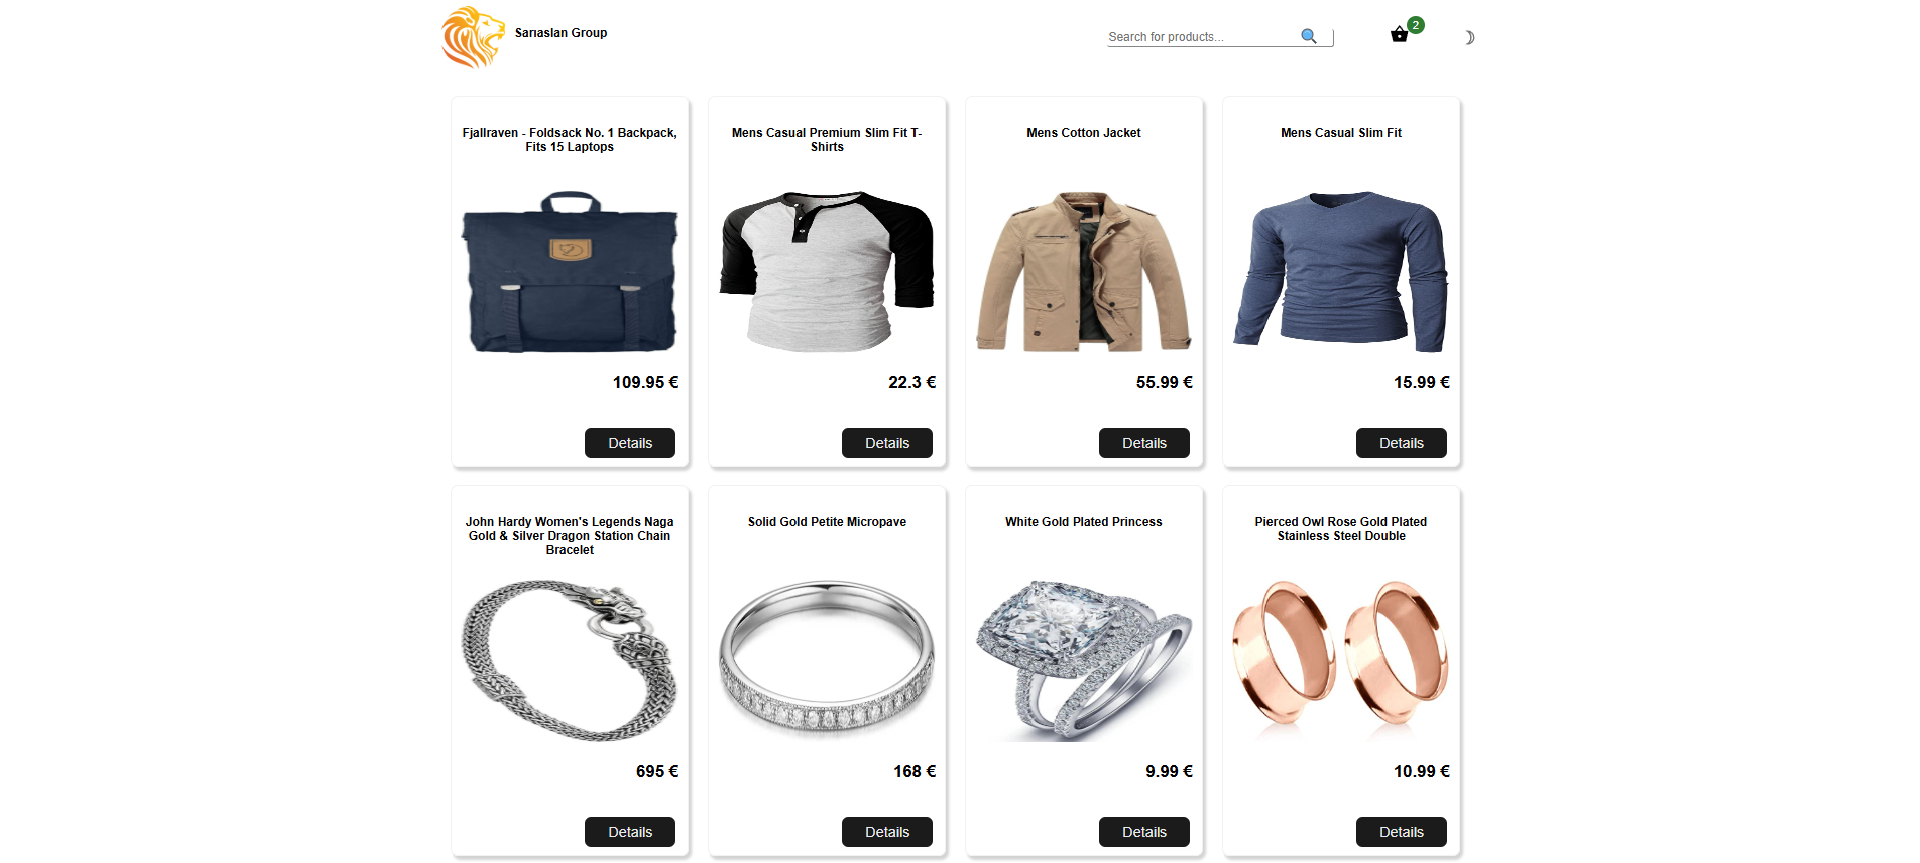 Sarıaslan Group
Search for products...
2
Fjallraven - Foldsack No. 1 Backpack,
Fits 15 Laptops
Mens Casual Premium Slim Fit T-
Shirts
Mens Cotton Jacket
Mens Casual Slim Fit
109.95 €
22.3 €
55.99 €
15.99 €
Details
Details
Details
Details
John Hardy Women's Legends Naga
Gold & Silver Dragon Station Chain
Bracelet
Solid Gold Petite Micropave
White Gold Plated Princess
Pierced Owl Rose Gold Plated
Stainless Steel Double
695 €
168 €
9.99 €
10.99 €
Details
Details
Details
Details